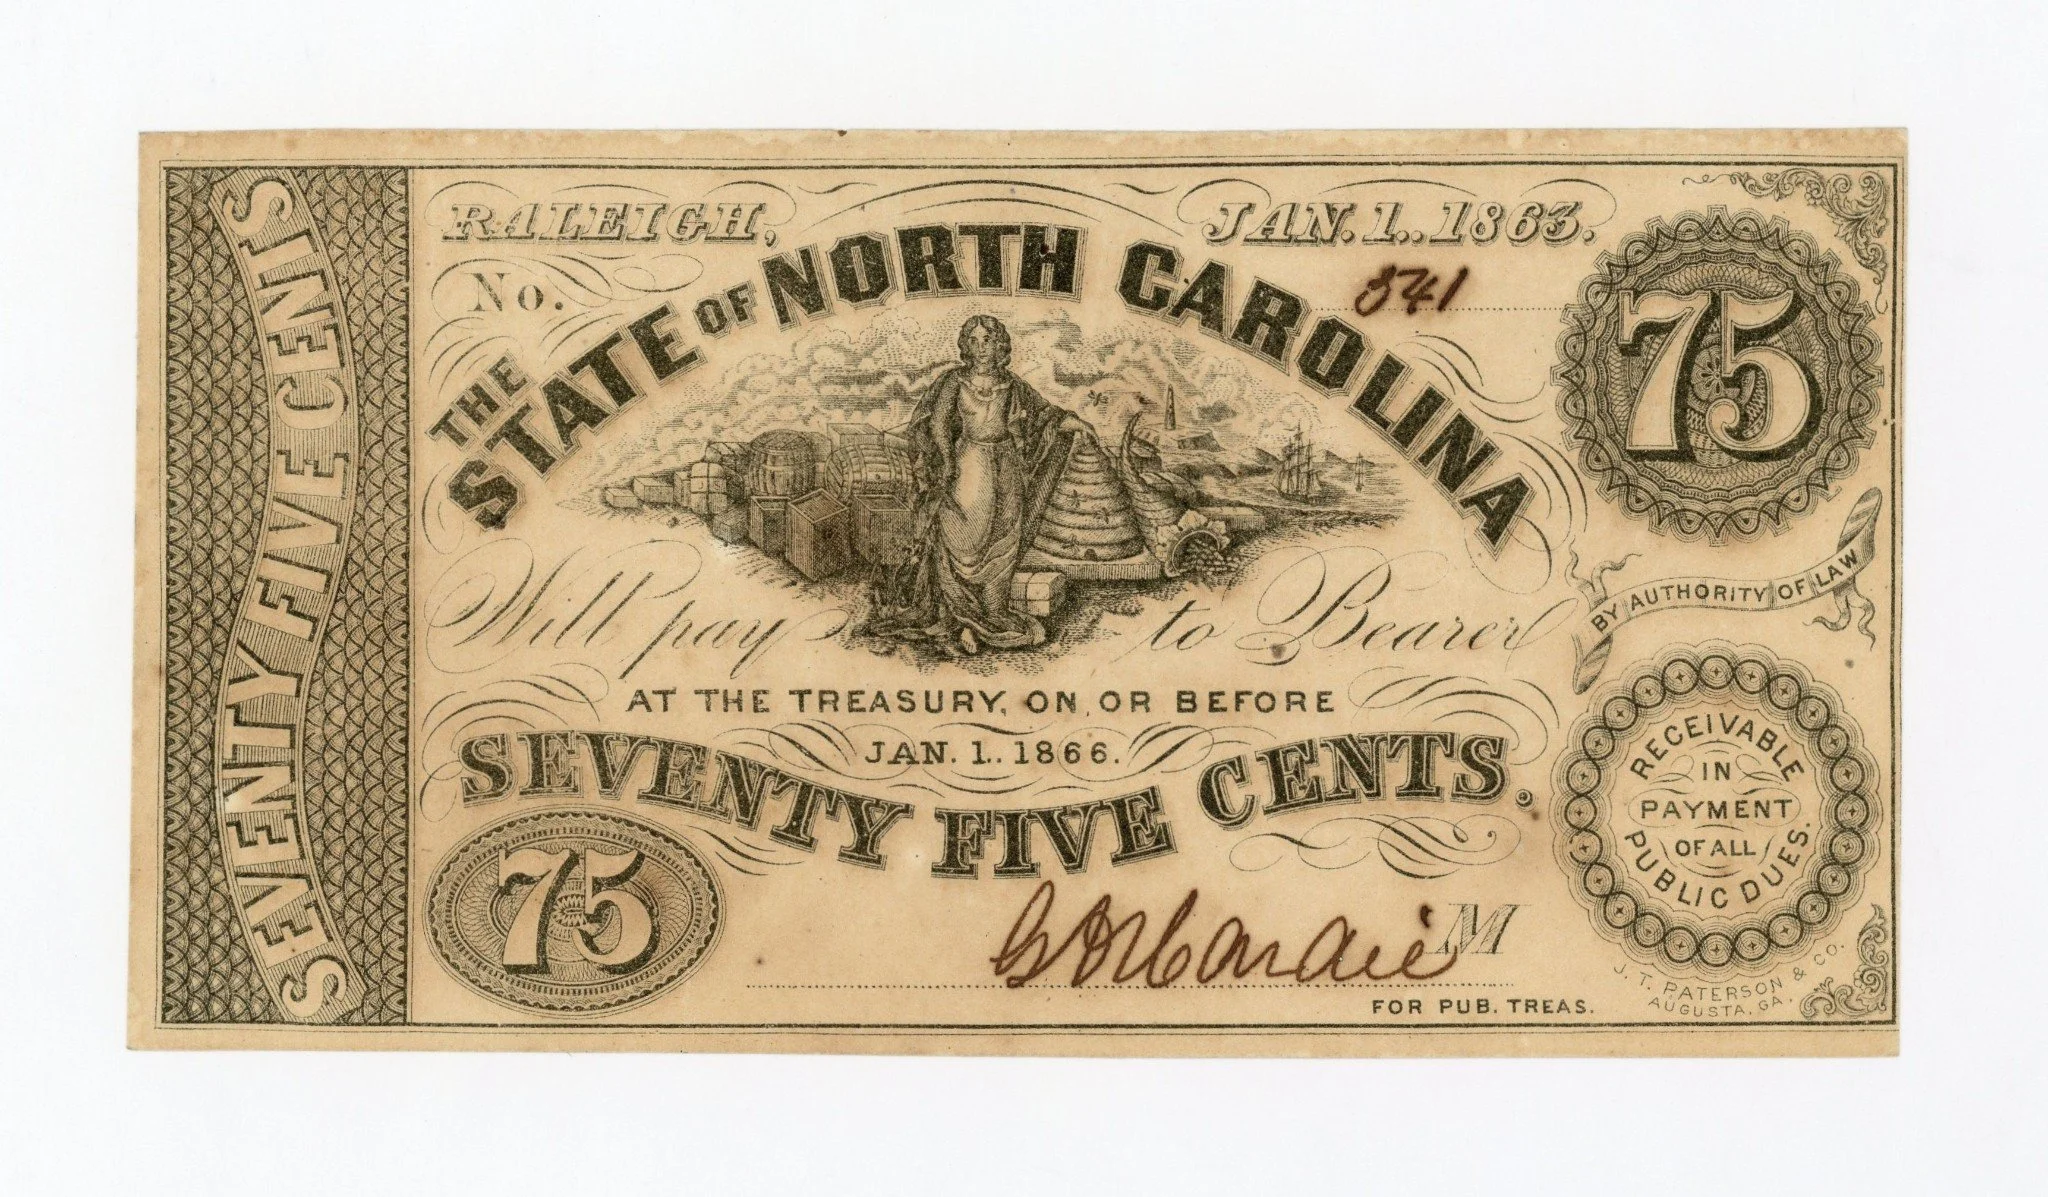 SEVENTY FIVE CENTS
RALEIGH, JAN. 1.. 1863.
No. 341
THE STATE OF NORTH CAROLINA
75
Will pay to Bearer
BY AUTHORITY OF LAW
AT THE TREASURY, ON, OR BEFORE
JAN. 1.. 1866.
SEVENTY FIVE CENTS.
RECEIVABLE
IN
PAYMENT
OF ALL
PUBLIC DUES.
75
M
FOR PUB. TREAS.
J. T. PATERSON & CO.
AUGUSTA, GA.